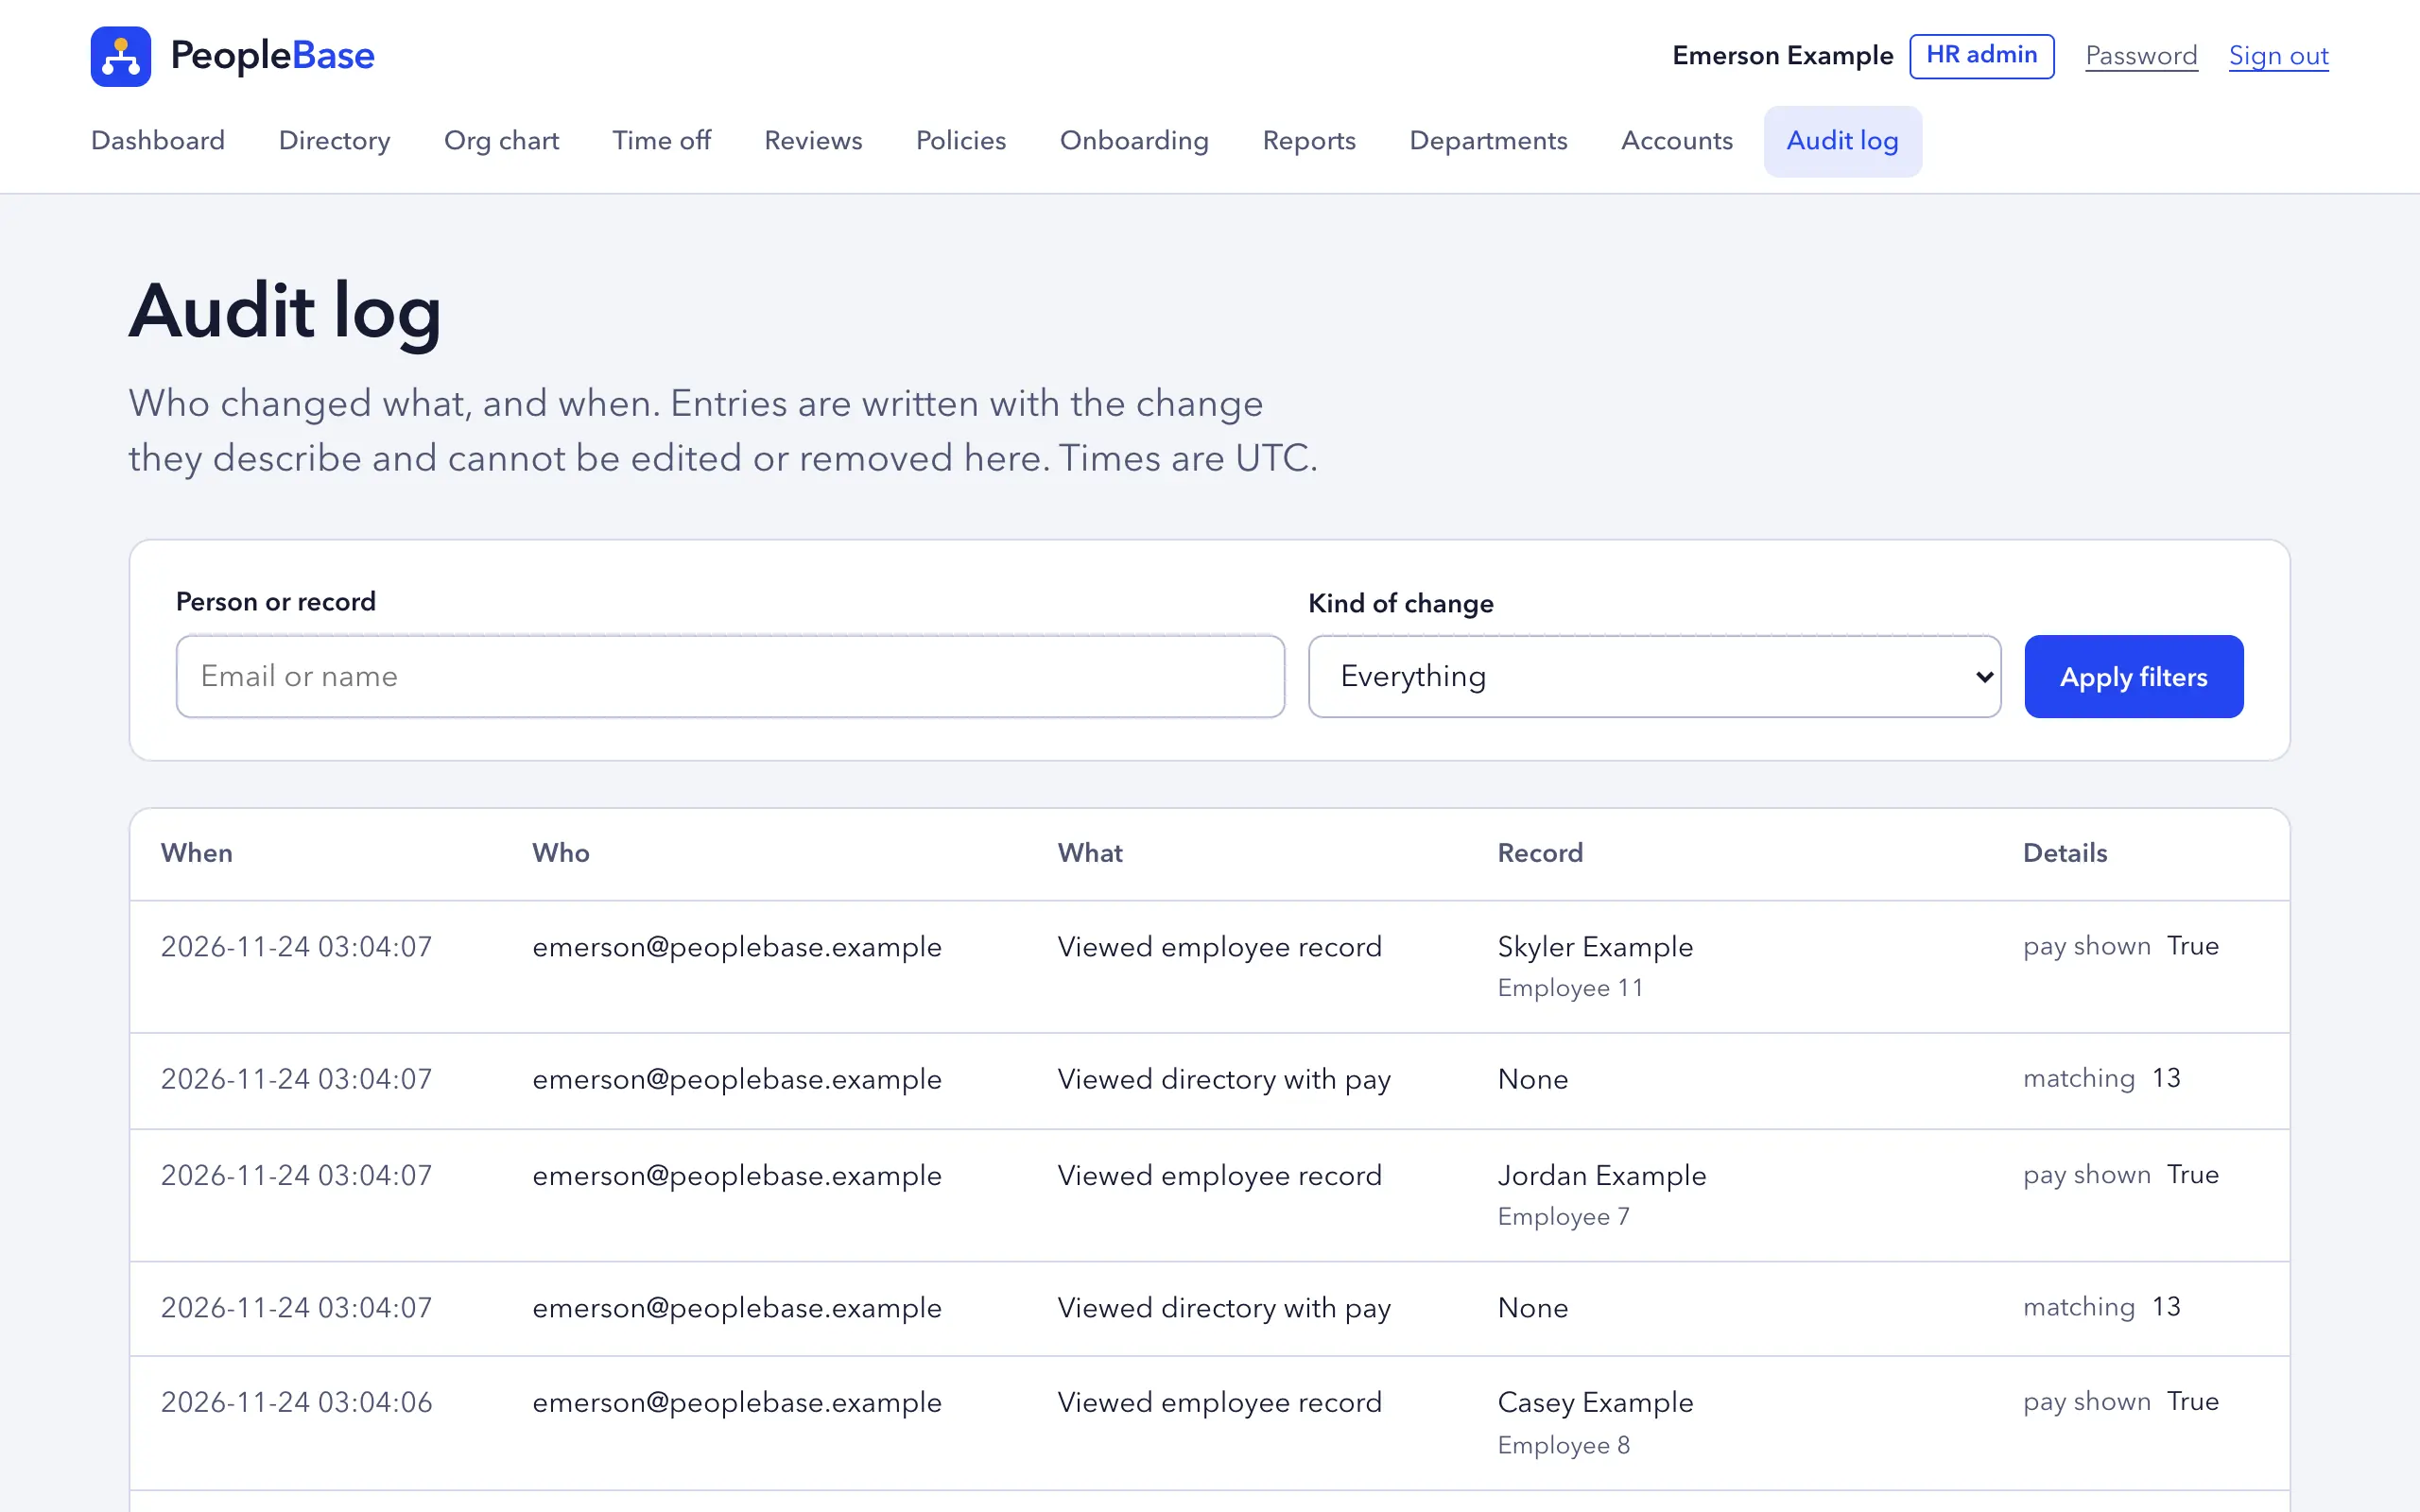 PeopleBase
Emerson Example HR admin Password Sign out
Dashboard Directory Org chart Time off Reviews Policies Onboarding Reports Departments Accounts Audit log
Audit log
Who changed what, and when. Entries are written with the change
they describe and cannot be edited or removed here. Times are UTC.
Person or record Kind of change
Email or name Everything Apply filters
When Who What Record Details
2026-11-24 03:04:07 emerson@peoplebase.example Viewed employee record Skyler Example pay shown True
Employee 11
2026-11-24 03:04:07 emerson@peoplebase.example Viewed directory with pay None matching 13
2026-11-24 03:04:07 emerson@peoplebase.example Viewed employee record Jordan Example pay shown True
Employee 7
2026-11-24 03:04:07 emerson@peoplebase.example Viewed directory with pay None matching 13
2026-11-24 03:04:06 emerson@peoplebase.example Viewed employee record Casey Example pay shown True
Employee 8